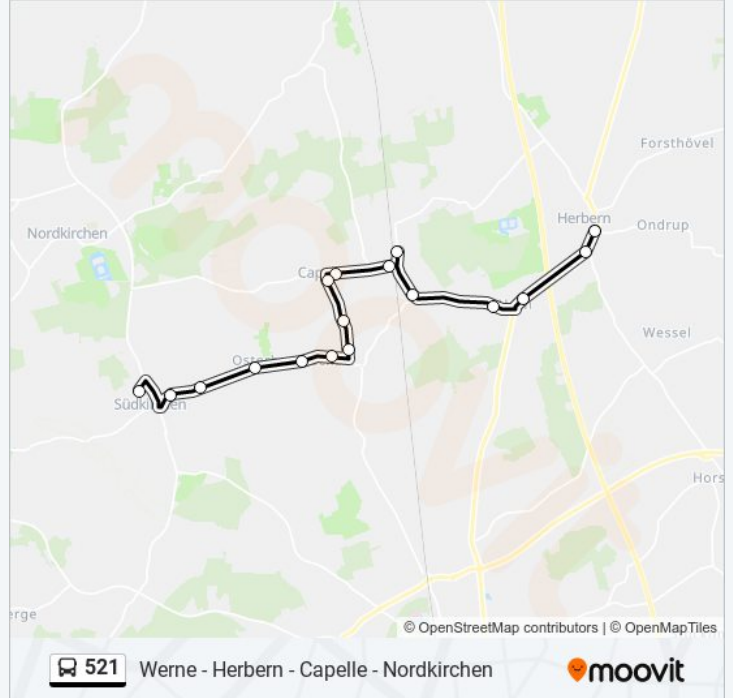 Forsthövel
Herbern
Ondrup
Nordkirchen
Wessel
Südkirchen
Hors
erge
© OpenStreetMap contributors | © OpenMapTiles
521 Werne - Herbern - Capelle - Nordkirchen
moovit